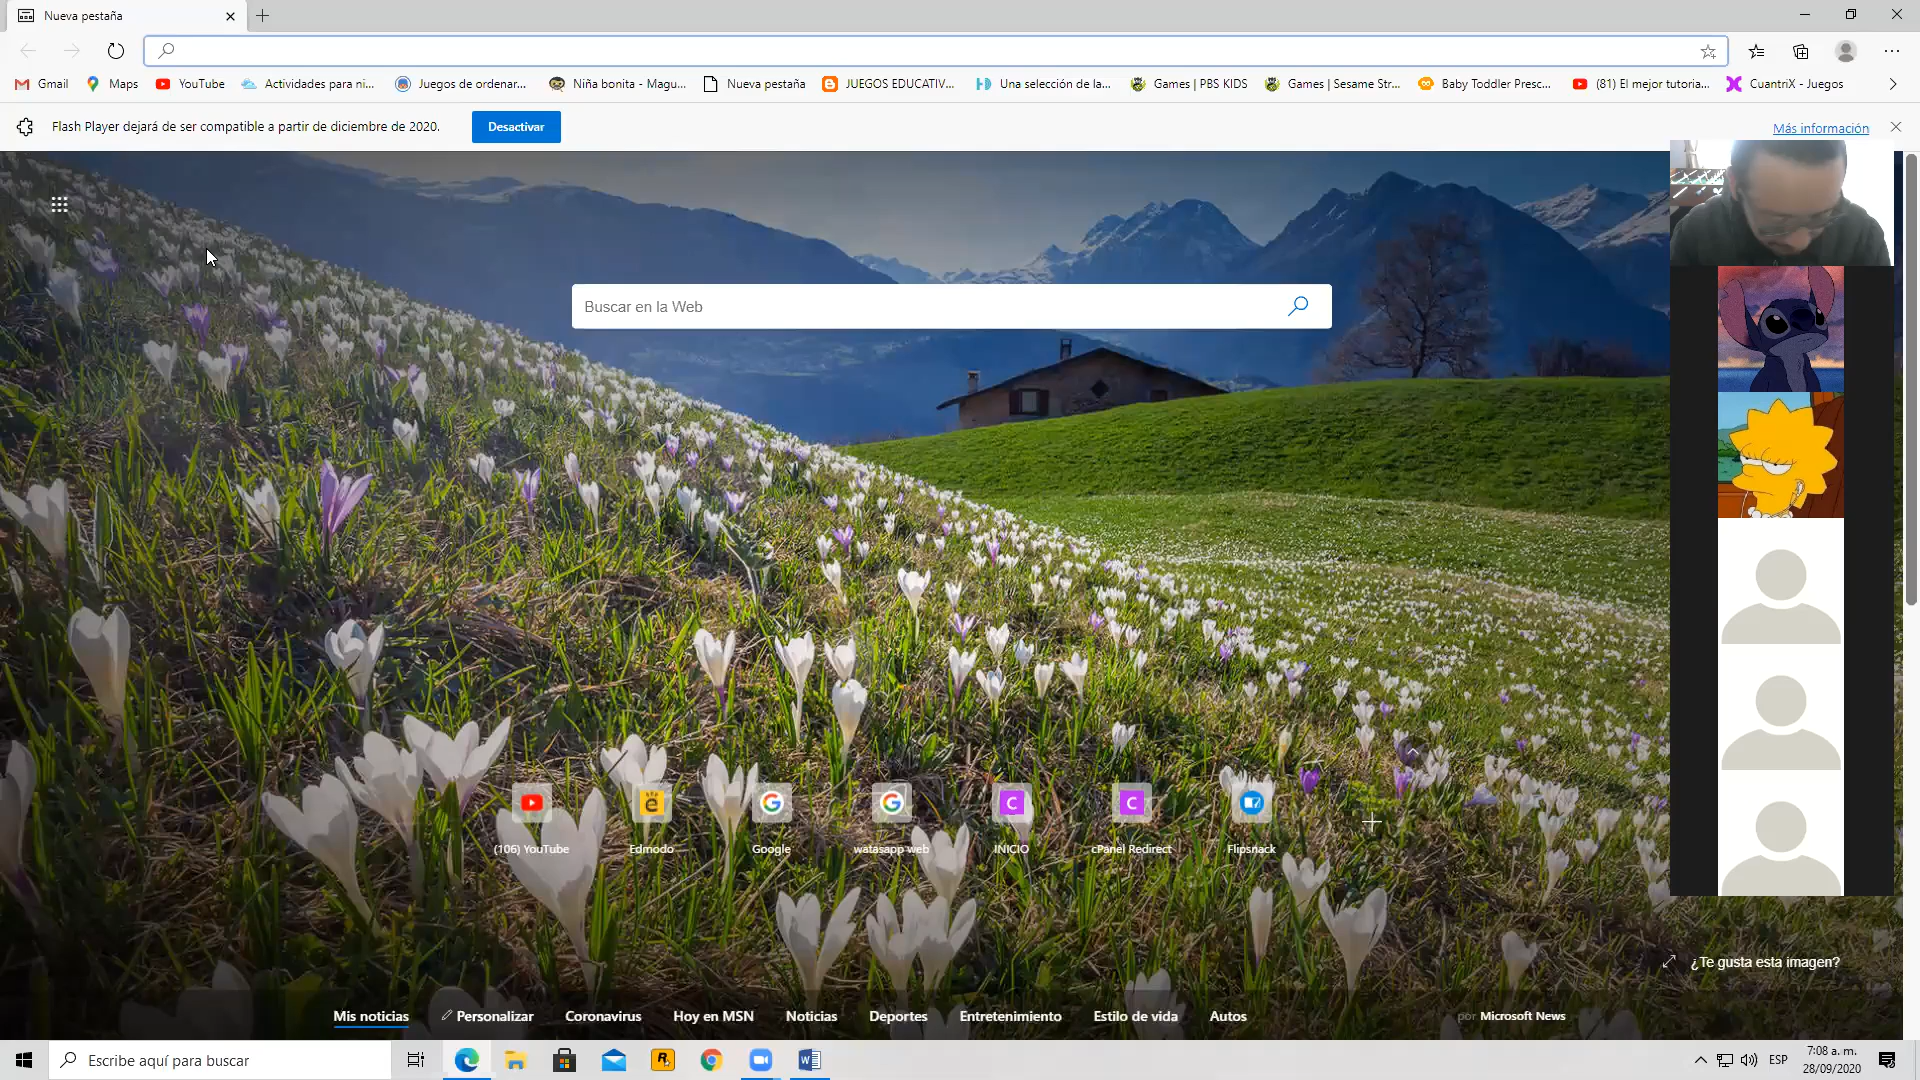 Nueva pestaña
Gmail
Maps
YouTube
Actividades para ni...
Juegos de ordenar...
Niña bonita - Magu...
Nueva pestaña
JUEGOS EDUCATIV...
Una selección de la...
Games | PBS KIDS
Games | Sesame Str...
Baby Toddler Presc...
(81) El mejor tutoria...
CuantriX - Juegos
Flash Player dejará de ser compatible a partir de diciembre de 2020.
Desactivar
Más información
Buscar en la Web
(106) YouTube
Edmodo
Google
watasapp web
INICIO
cPanel Redirect
Flipsnack
¿Te gusta esta imagen?
Mis noticias
Personalizar
Coronavirus
Hoy en MSN
Noticias
Deportes
Entretenimiento
Estilo de vida
Autos
por Microsoft News
Escribe aquí para buscar
ESP
7:08 a. m.
28/09/2020